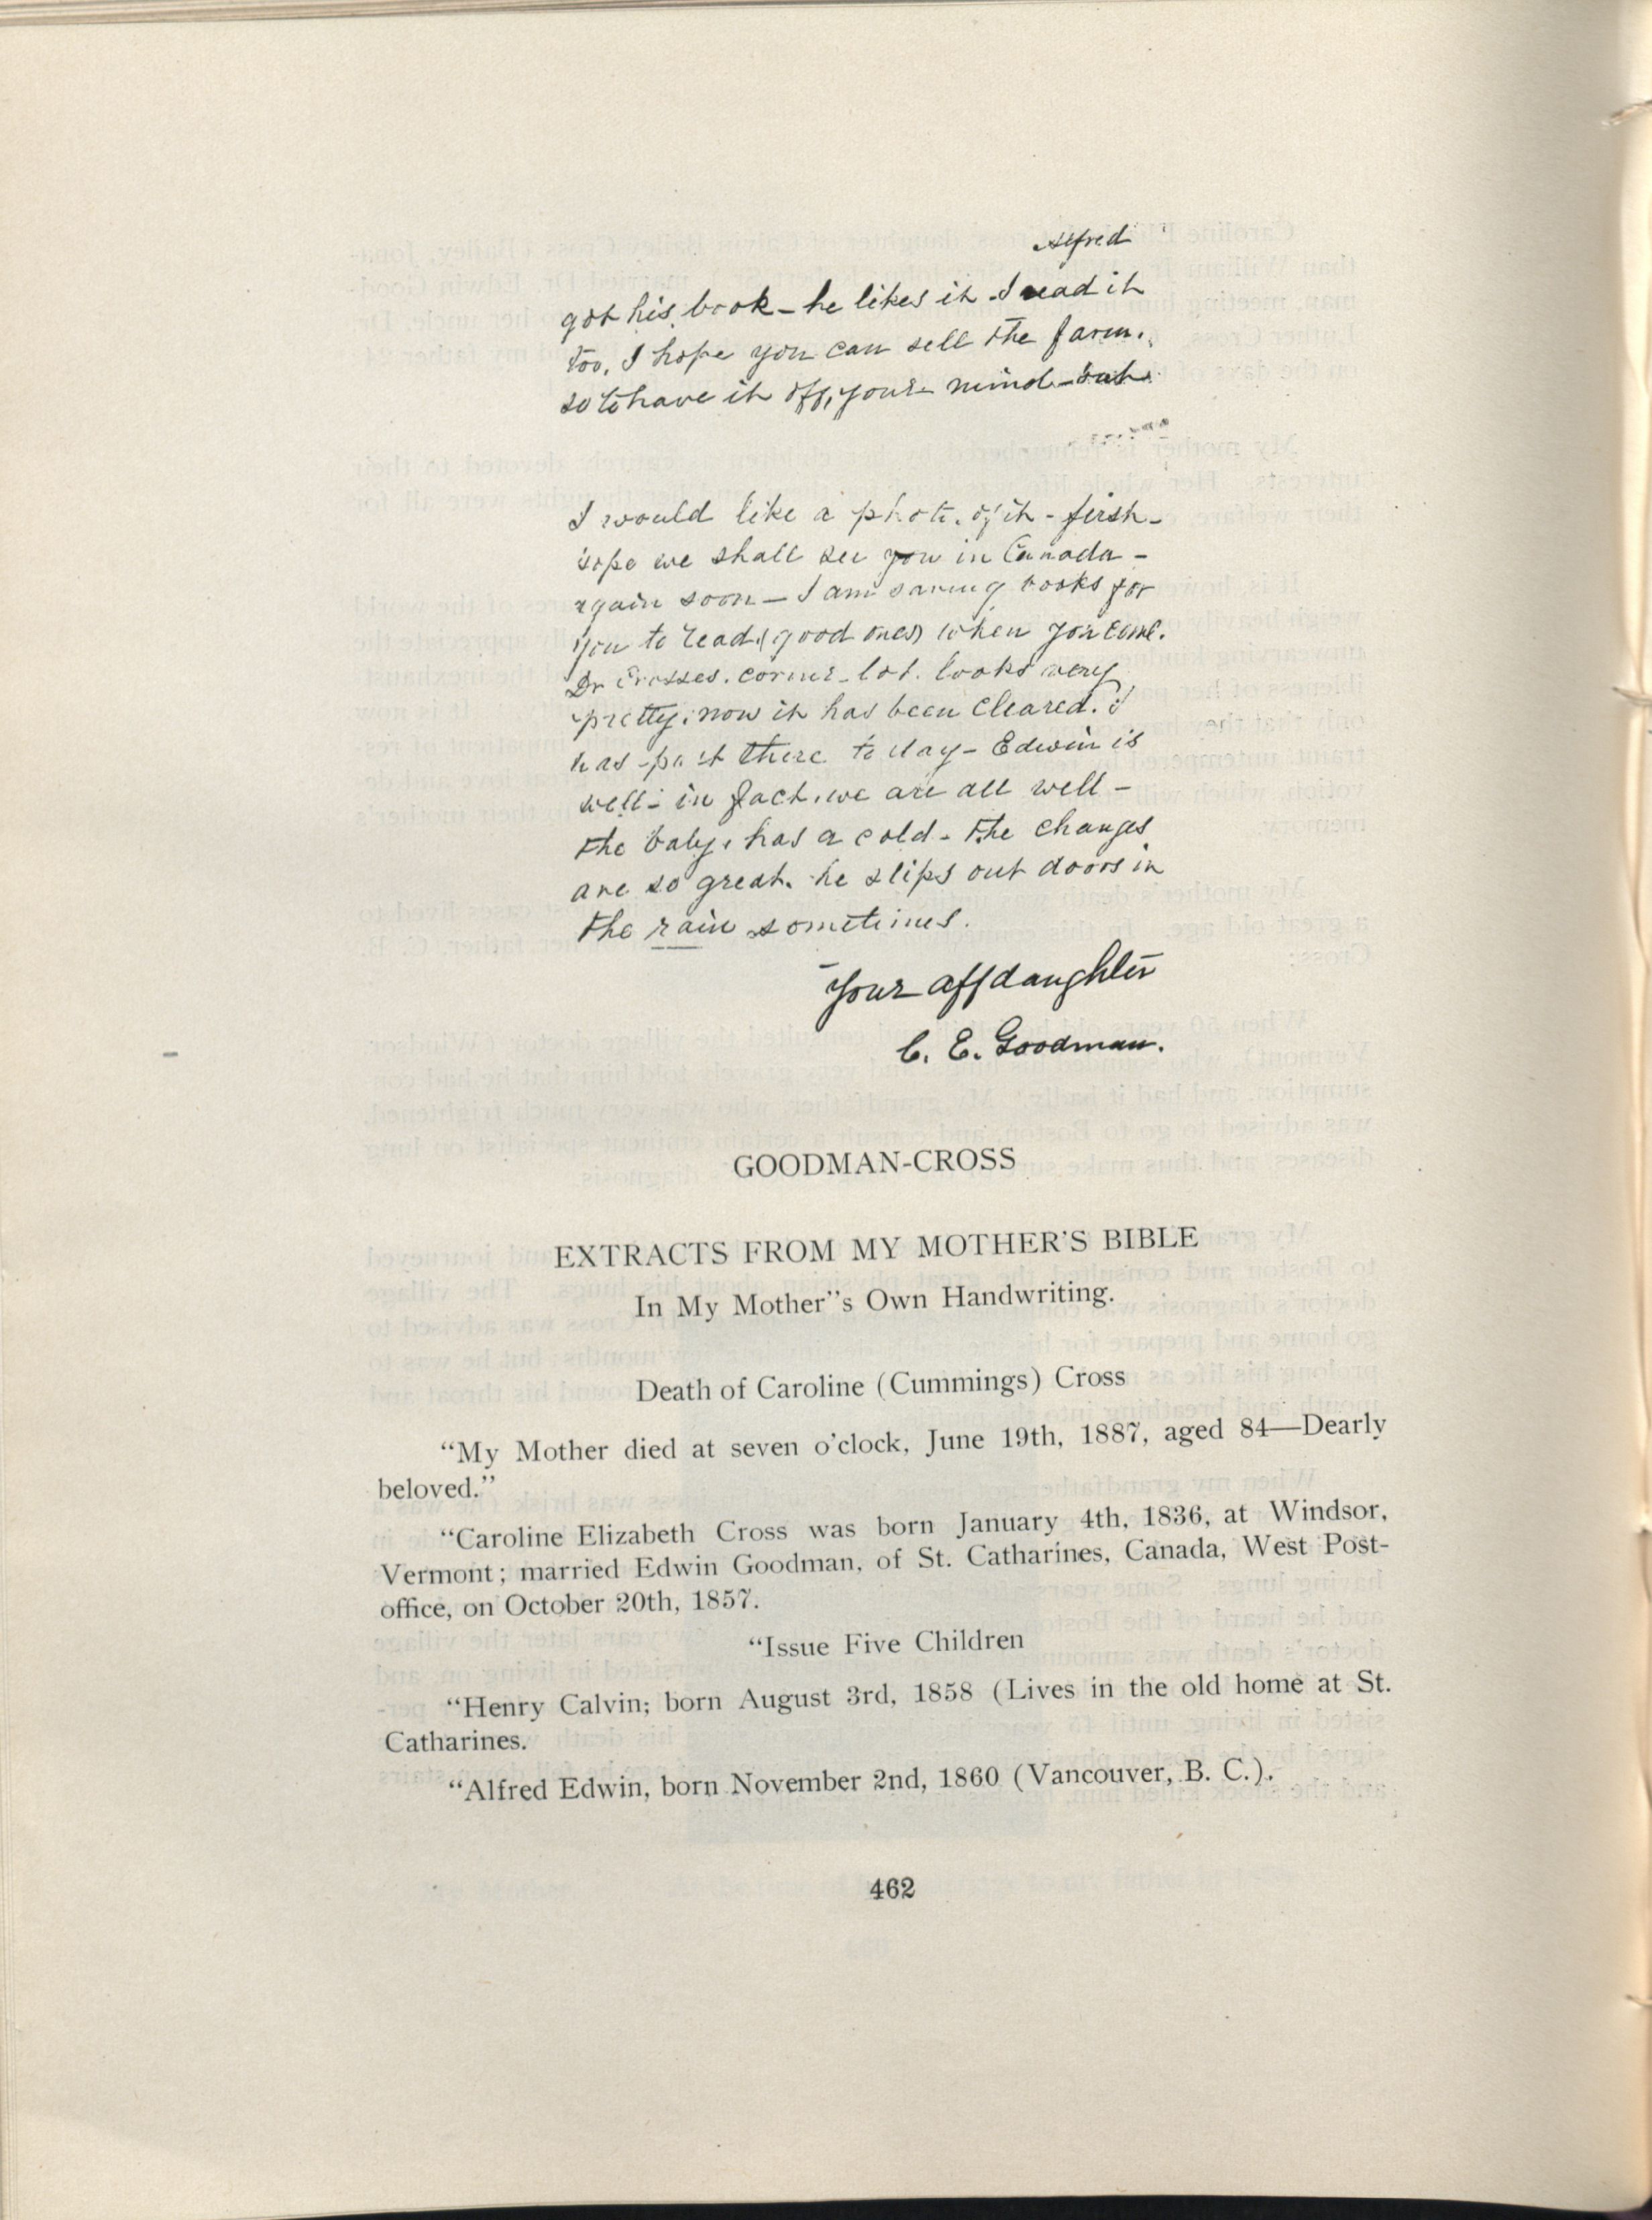 Alfred
got his book - he likes it - I read it
too, I hope you can sell the farm.
so to have it off, your mind - but
I would like a phot. of it - first -
hope we shall see you in Canada -
again soon - I am saving books for
you to read (good ones) when you come.
Dr Crosses. corner - lot. looks very
pretty. now it has been cleared. I
was past there to day - Edwin is
well - in fact. we are all well -
the baby, has a cold - the changes
are so great. he slips out doors in
the rain sometimes.
Your aff daughter
C. E. Goodman.
GOODMAN-CROSS
EXTRACTS FROM MY MOTHER'S BIBLE
In My Mother"s Own Handwriting.
Death of Caroline (Cummings) Cross
"My Mother died at seven o'clock, June 19th, 1887, aged 84—Dearly
beloved."
"Caroline Elizabeth Cross was born January 4th, 1836, at Windsor,
Vermont; married Edwin Goodman, of St. Catharines, Canada, West Post-
office, on October 20th, 1857.
"Issue Five Children
"Henry Calvin; born August 3rd, 1858 (Lives in the old home at St.
Catharines.
"Alfred Edwin, born November 2nd, 1860 (Vancouver, B. C.).
462